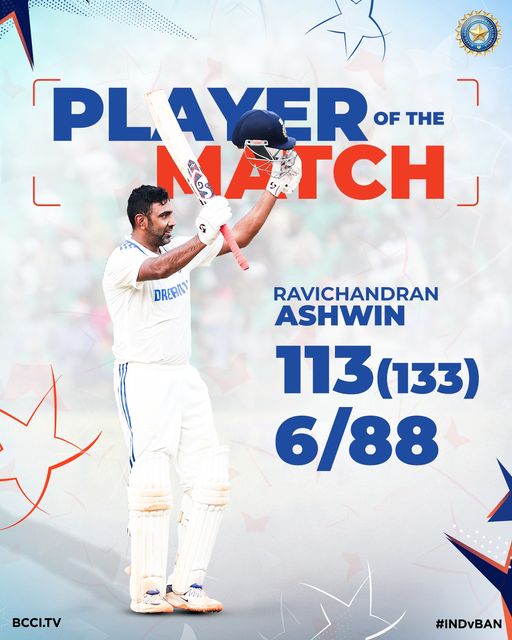 PLAYER OF THE
MATCH
DREAM11
RAVICHANDRAN
ASHWIN
113(133)
6/88
BCCI.TV
#INDvBAN